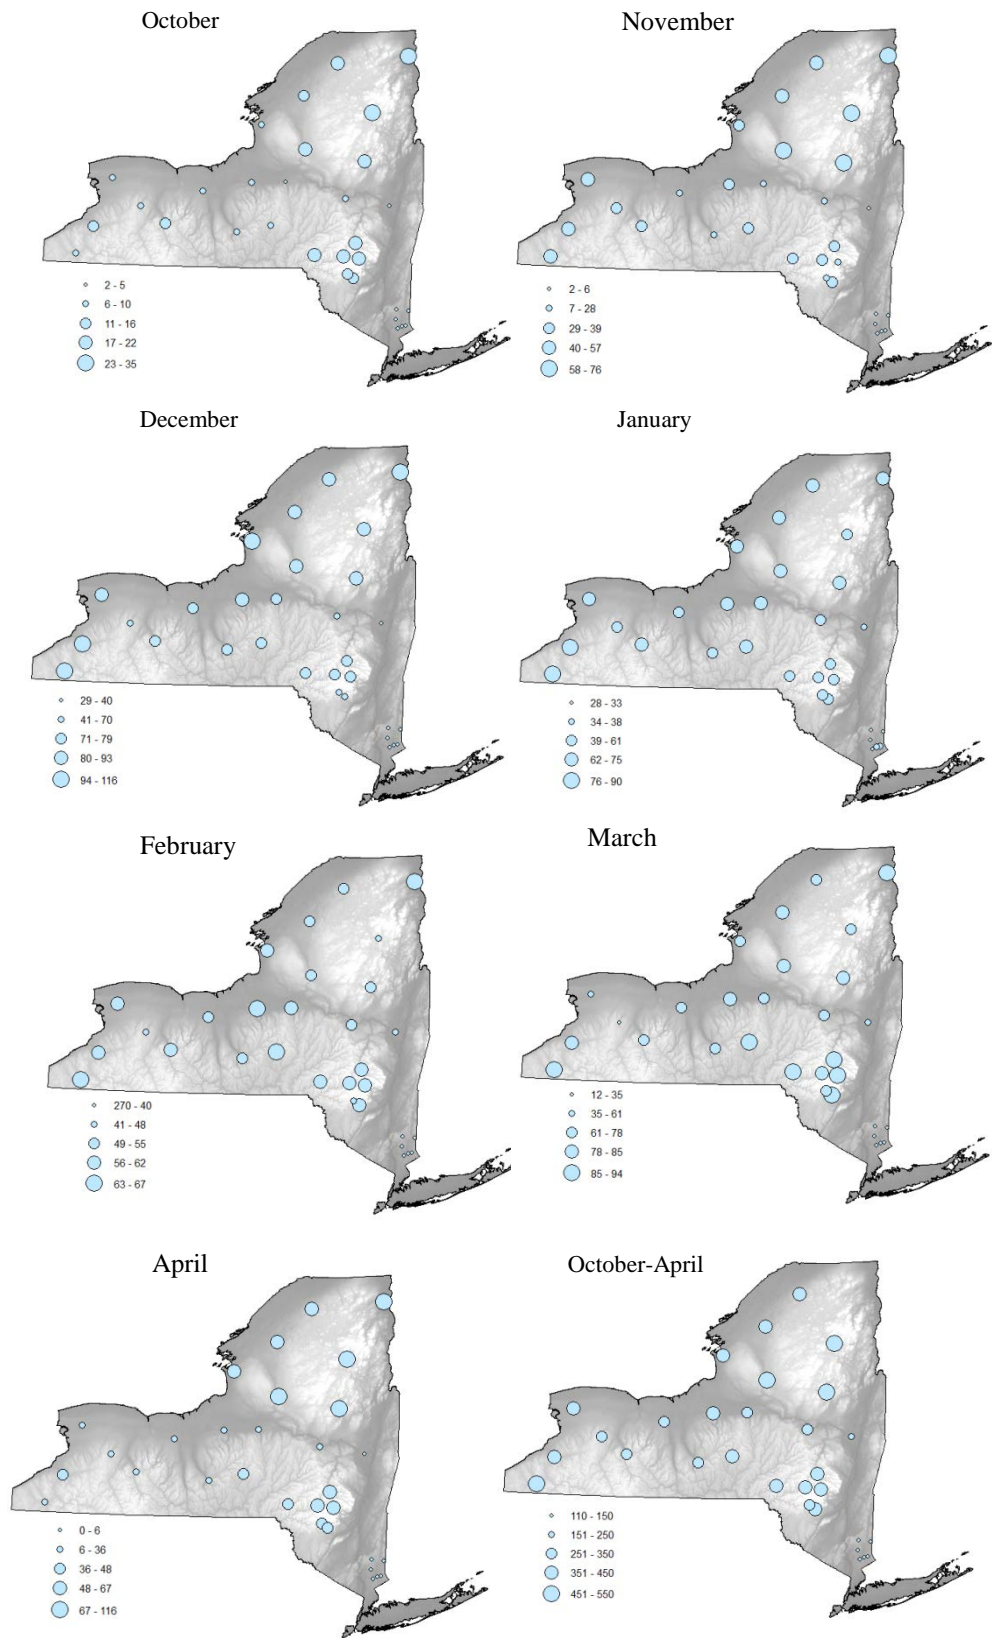 October
2 - 5
6 - 10
11 - 16
17 - 22
23 - 35
November
2 - 6
7 - 28
29 - 39
40 - 57
58 - 76
December
29 - 40
41 - 70
71 - 79
80 - 93
94 - 116
January
28 - 33
34 - 38
39 - 61
62 - 75
76 - 90
February
270 - 40
41 - 48
49 - 55
56 - 62
63 - 67
March
12 - 35
35 - 61
61 - 78
78 - 85
85 - 94
April
0 - 6
6 - 36
36 - 48
48 - 67
67 - 116
October-April
110 - 150
151 - 250
251 - 350
351 - 450
451 - 550